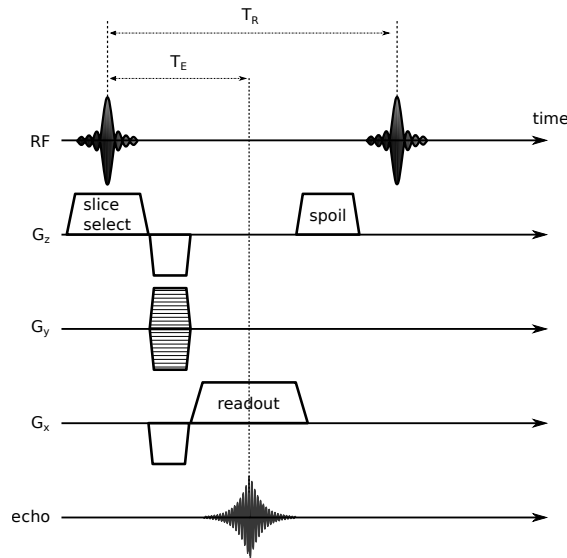 T_R
T_E
time
RF
slice
select
spoil
G_z
G_y
readout
G_x
echo